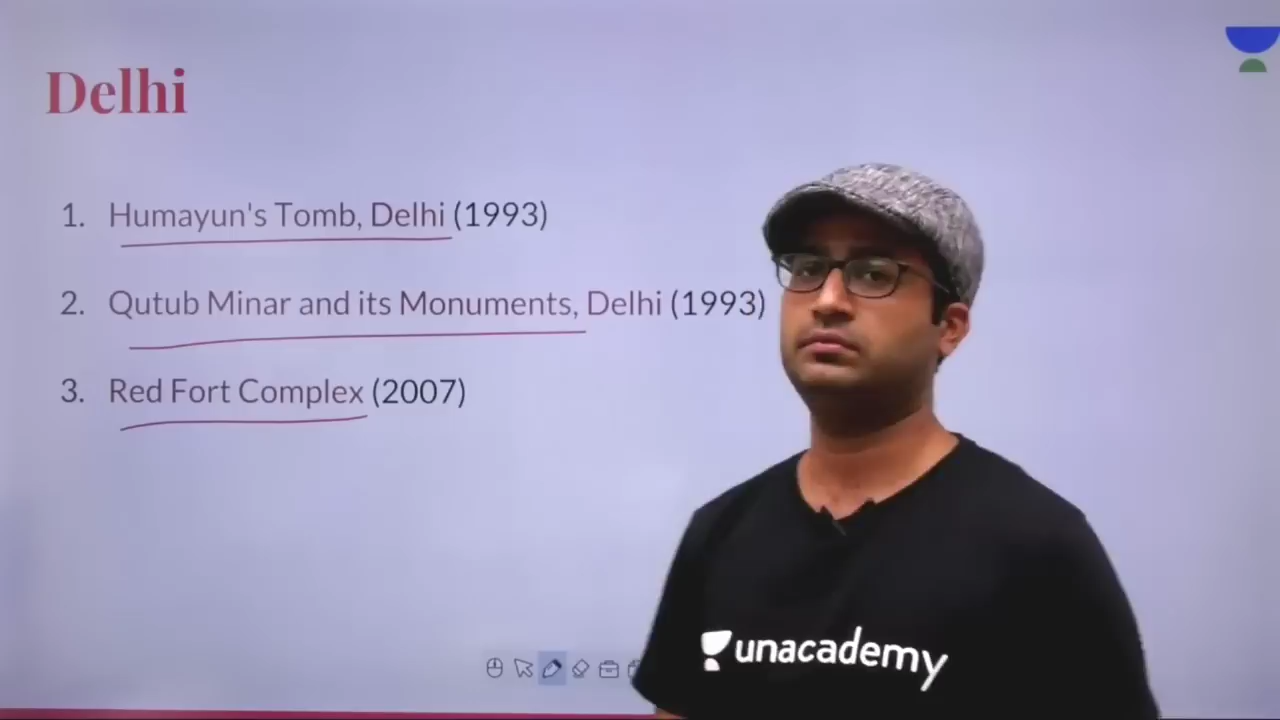 Delhi
1. Humayun's Tomb, Delhi (1993)
2. Qutub Minar and its Monuments, Delhi (1993)
3. Red Fort Complex (2007)
unacademy